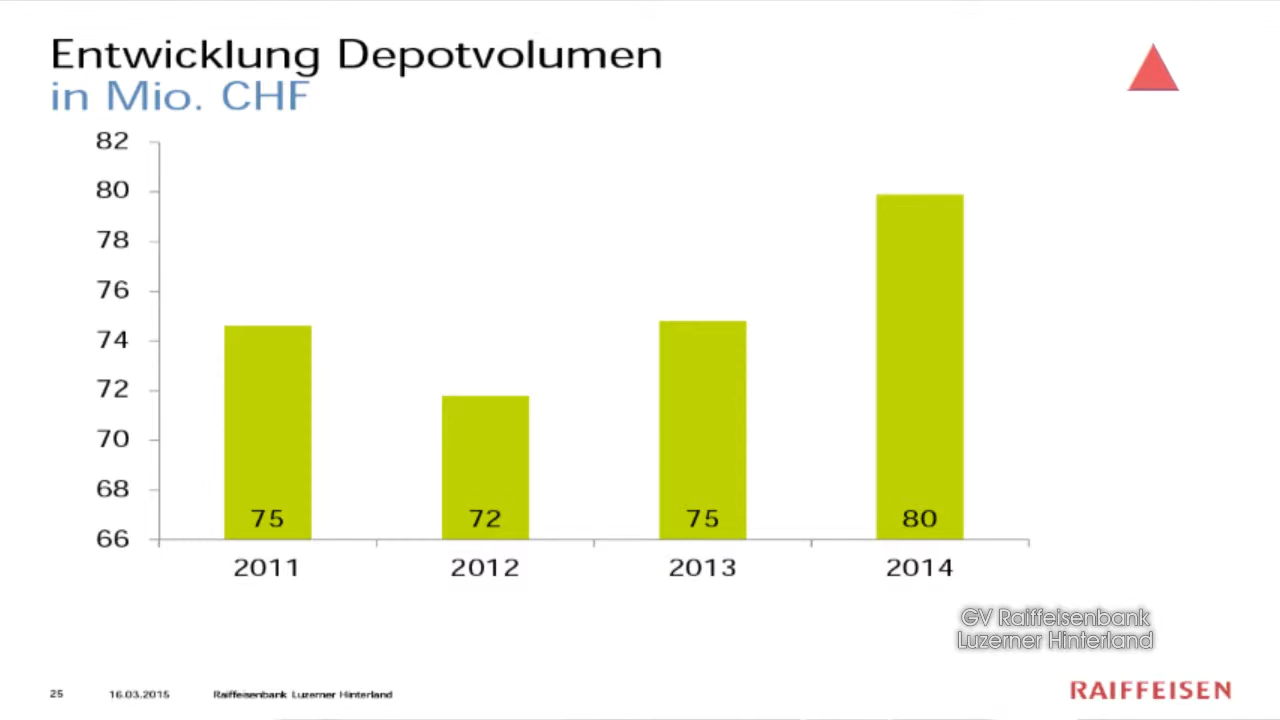 Entwicklung Depotvolumen
in Mio. CHF
82
80
78
76
74
72
70
68
66
75
72
75
80
2011
2012
2013
2014
GV Raiffeisenbank
Luzerner Hinterland
25 16.03.2015 Raiffeisenbank Luzerner Hinterland
RAIFFEISEN